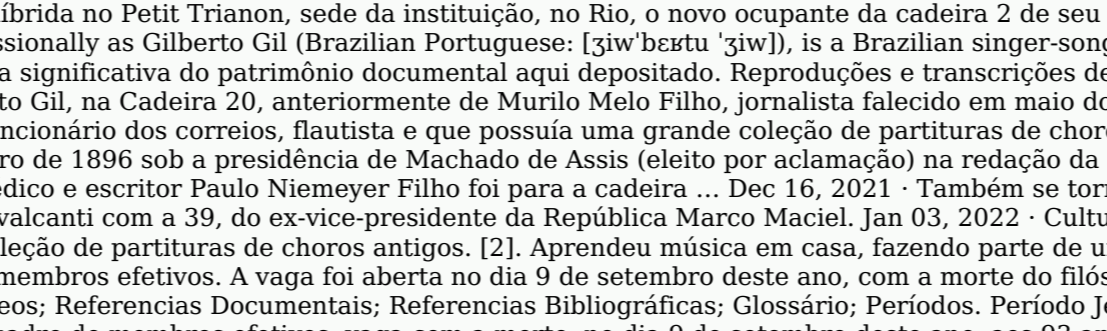 íbrida no Petit Trianon, sede da instituição, no Rio, o novo ocupante da cadeira 2 de seu
ssionally as Gilberto Gil (Brazilian Portuguese: [ʒiwˈbɛʁtu ˈʒiw]), is a Brazilian singer-song
a significativa do patrimônio documental aqui depositado. Reproduções e transcrições de
to Gil, na Cadeira 20, anteriormente de Murilo Melo Filho, jornalista falecido em maio do
ncionário dos correios, flautista e que possuía uma grande coleção de partituras de chor
ro de 1896 sob a presidência de Machado de Assis (eleito por aclamação) na redação da
édico e escritor Paulo Niemeyer Filho foi para a cadeira ... Dec 16, 2021 · Também se torn
valcanti com a 39, do ex-vice-presidente da República Marco Maciel. Jan 03, 2022 · Cultu
leção de partituras de choros antigos. [2]. Aprendeu música em casa, fazendo parte de u
membros efetivos. A vaga foi aberta no dia 9 de setembro deste ano, com a morte do filós
eos; Referencias Documentais; Referencias Bibliográficas; Glossário; Períodos. Período Jo